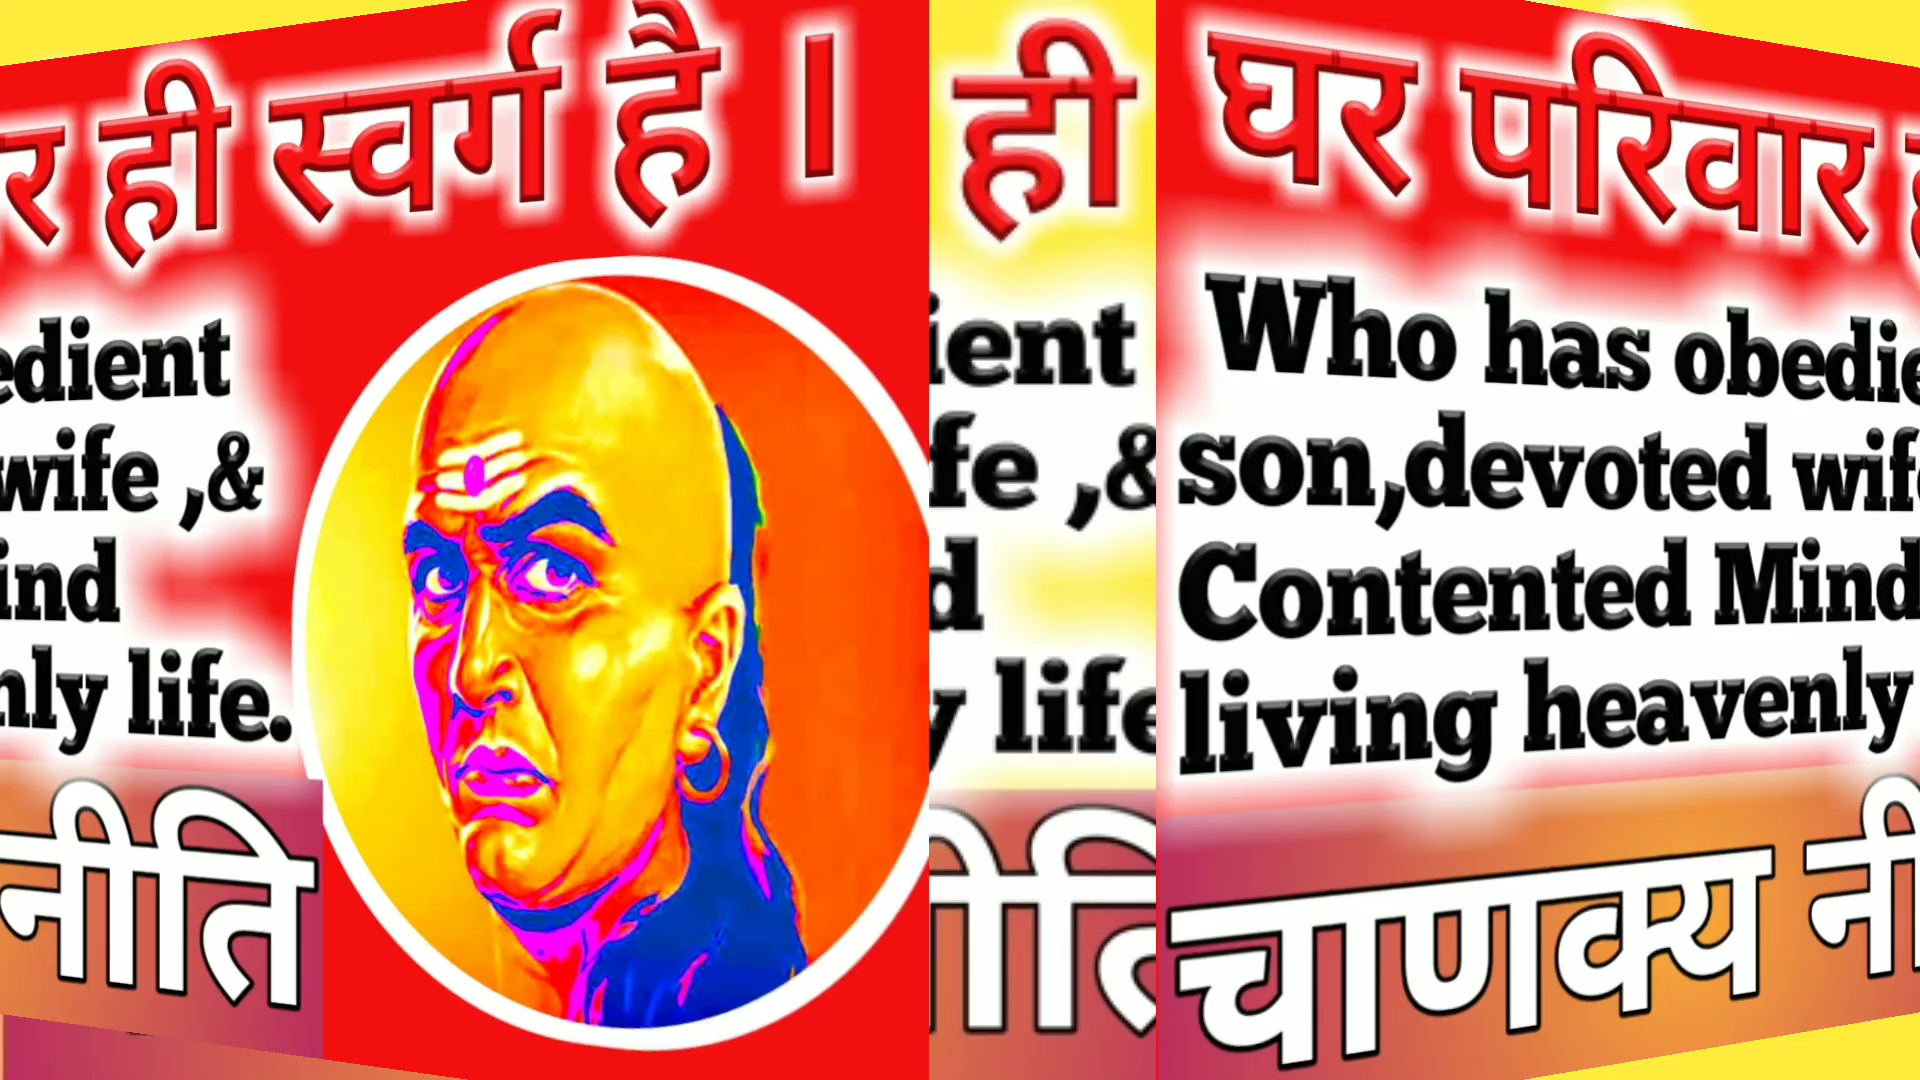 र ही स्वर्ग है ।
edient
wife ,&
ind
nly life.
नीति
ही
ient
fe ,&
d
y life
ीति
घर परिवार ह
Who has obedie
son,devoted wife
Contented Mind
living heavenly
चाणक्य नी